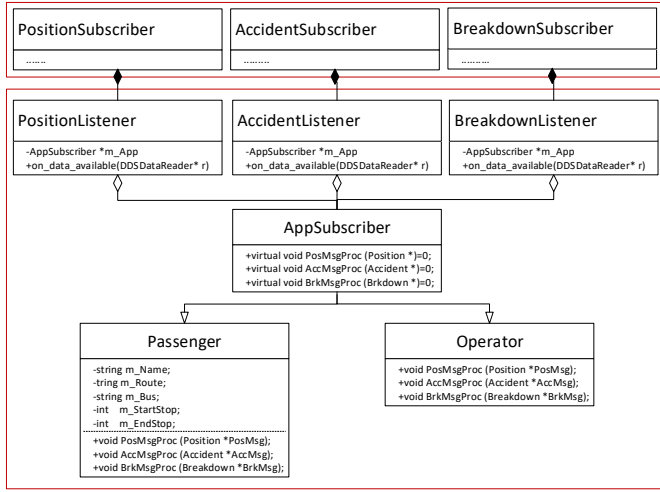 PositionSubscriber
.......
AccidentSubscriber
.........
BreakdownSubscriber
..........
PositionListener
-AppSubscriber *m_App
+on_data_available(DDSDataReader* r)
AccidentListener
-AppSubscriber *m_App
+on_data_available(DDSDataReader* r)
BreakdownListener
-AppSubscriber *m_App
+on_data_available(DDSDataReader* r)
AppSubscriber
+virtual void PosMsgProc (Position *)=0;
+virtual void AccMsgProc (Accident *)=0;
+virtual void BrkMsgProc (Brkdown *)=0;
Passenger
-string m_Name;
-tring m_Route;
-string m_Bus;
-int m_StartStop;
-int m_EndStop;
+void PosMsgProc (Position *PosMsg);
+void AccMsgProc (Accident *AccMsg);
+void BrkMsgProc (Breakdown *BrkMsg);
Operator
+void PosMsgProc (Position *PosMsg);
+void AccMsgProc (Accident *AccMsg);
+void BrkMsgProc (Breakdown *BrkMsg);